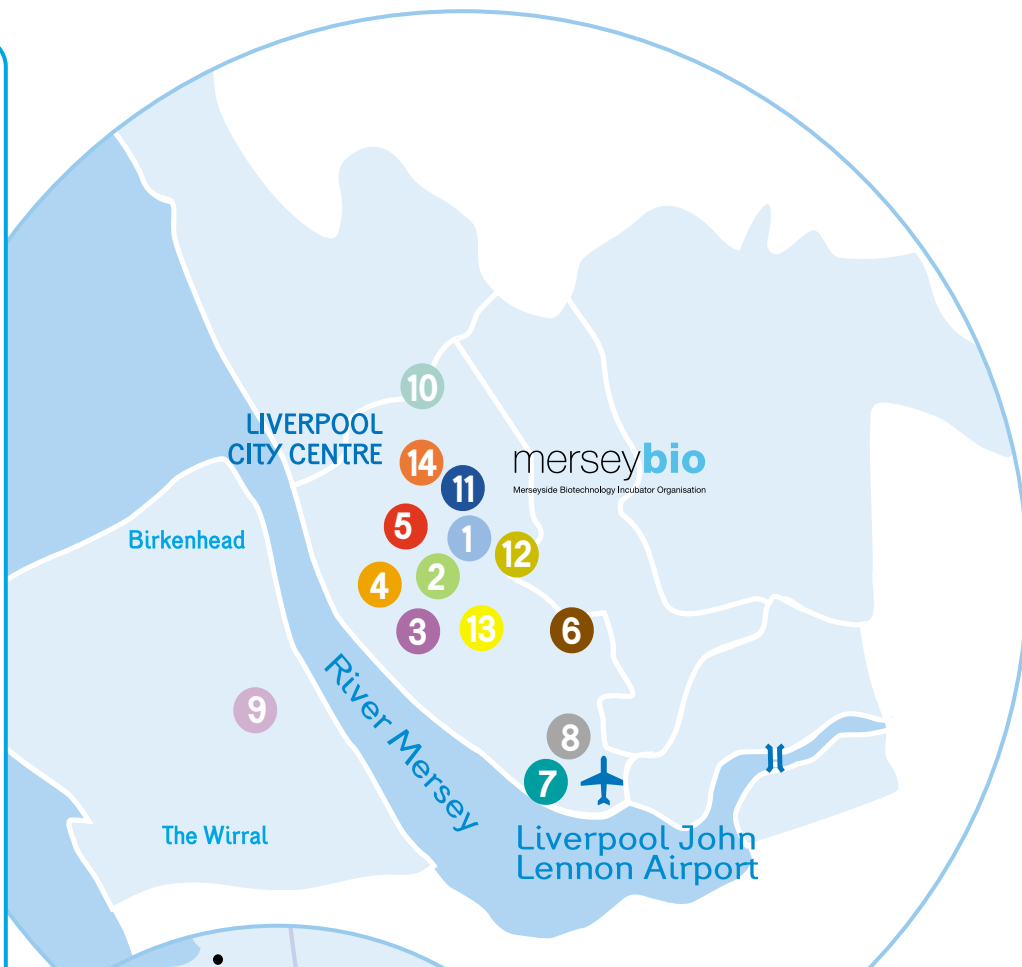 10
LIVERPOOL
CITY CENTRE
14
merseybio
Merseyside Biotechnology Incubator Organisation
11
5
1
12
Birkenhead
2
4
3
13
6
River Mersey
9
8
7
The Wirral
Liverpool John
Lennon Airport